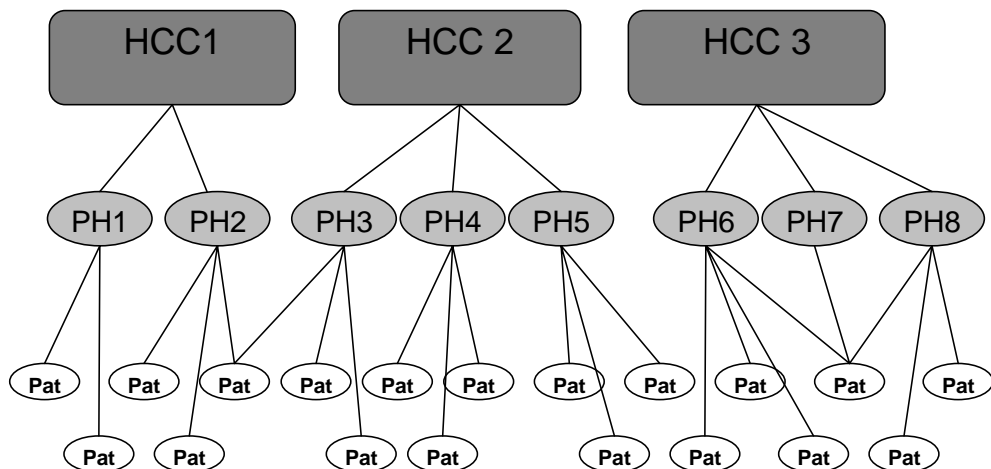 HCC1 HCC 2 HCC 3
PH1 PH2 PH3 PH4 PH5 PH6 PH7 PH8
Pat Pat Pat Pat Pat Pat Pat Pat Pat Pat Pat
Pat Pat Pat Pat Pat Pat Pat Pat